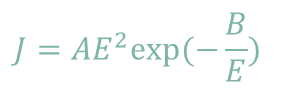 J = AE²exp(−B/E)